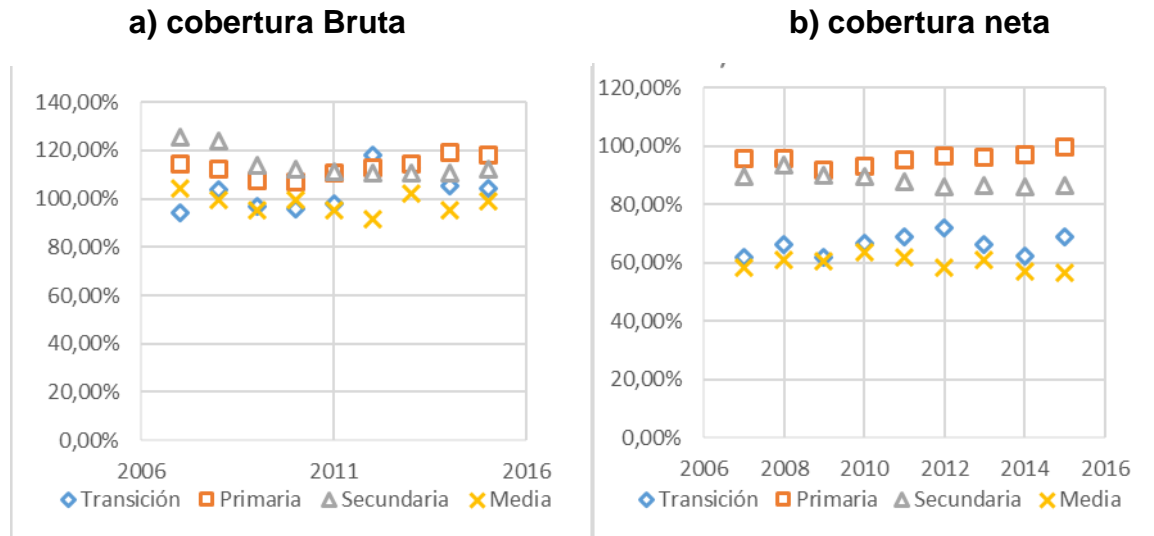 a) cobertura Bruta
140,00%
120,00%
100,00%
80,00%
60,00%
40,00%
20,00%
0,00%
2006 2011 2016
Transición Primaria Secundaria Media
b) cobertura neta
120,00%
100,00%
80,00%
60,00%
40,00%
20,00%
0,00%
2006 2008 2010 2012 2014 2016
Transición Primaria Secundaria Media